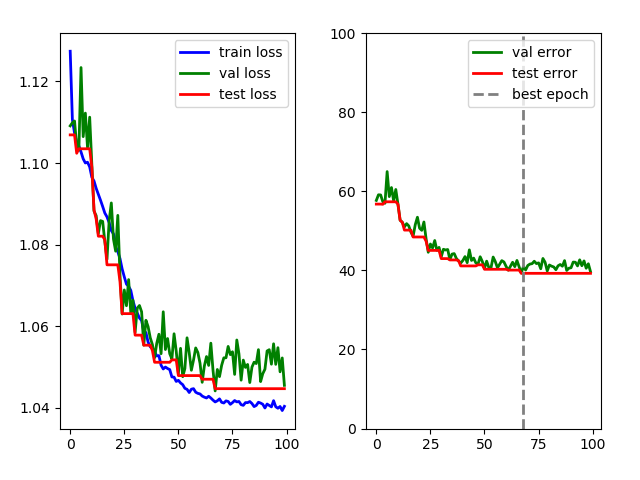 train loss
val loss
test loss
1.12
1.10
1.08
1.06
1.04
0 25 50 75 100
val error
test error
best epoch
100
80
60
40
20
0
0 25 50 75 100